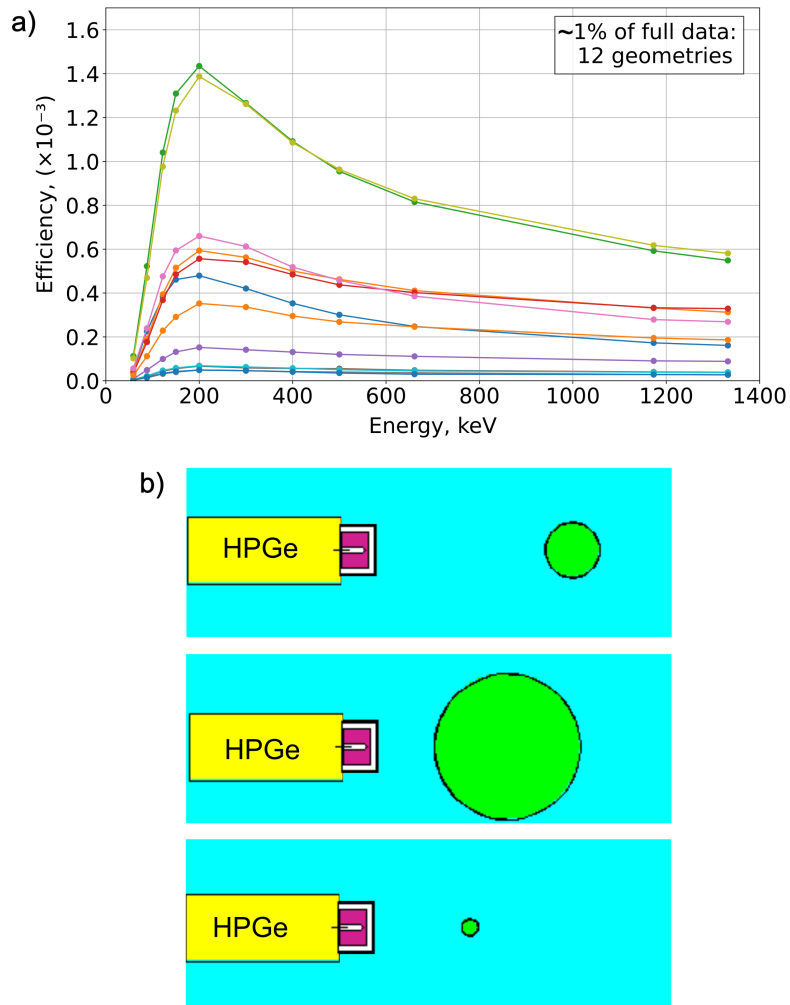 a)
~1% of full data:
12 geometries
1.6
1.4
1.2
1.0
0.8
0.6
0.4
0.2
0.0
Efficiency, (×10⁻³)
0 200 400 600 800 1000 1200 1400
Energy, keV
b)
HPGe
HPGe
HPGe